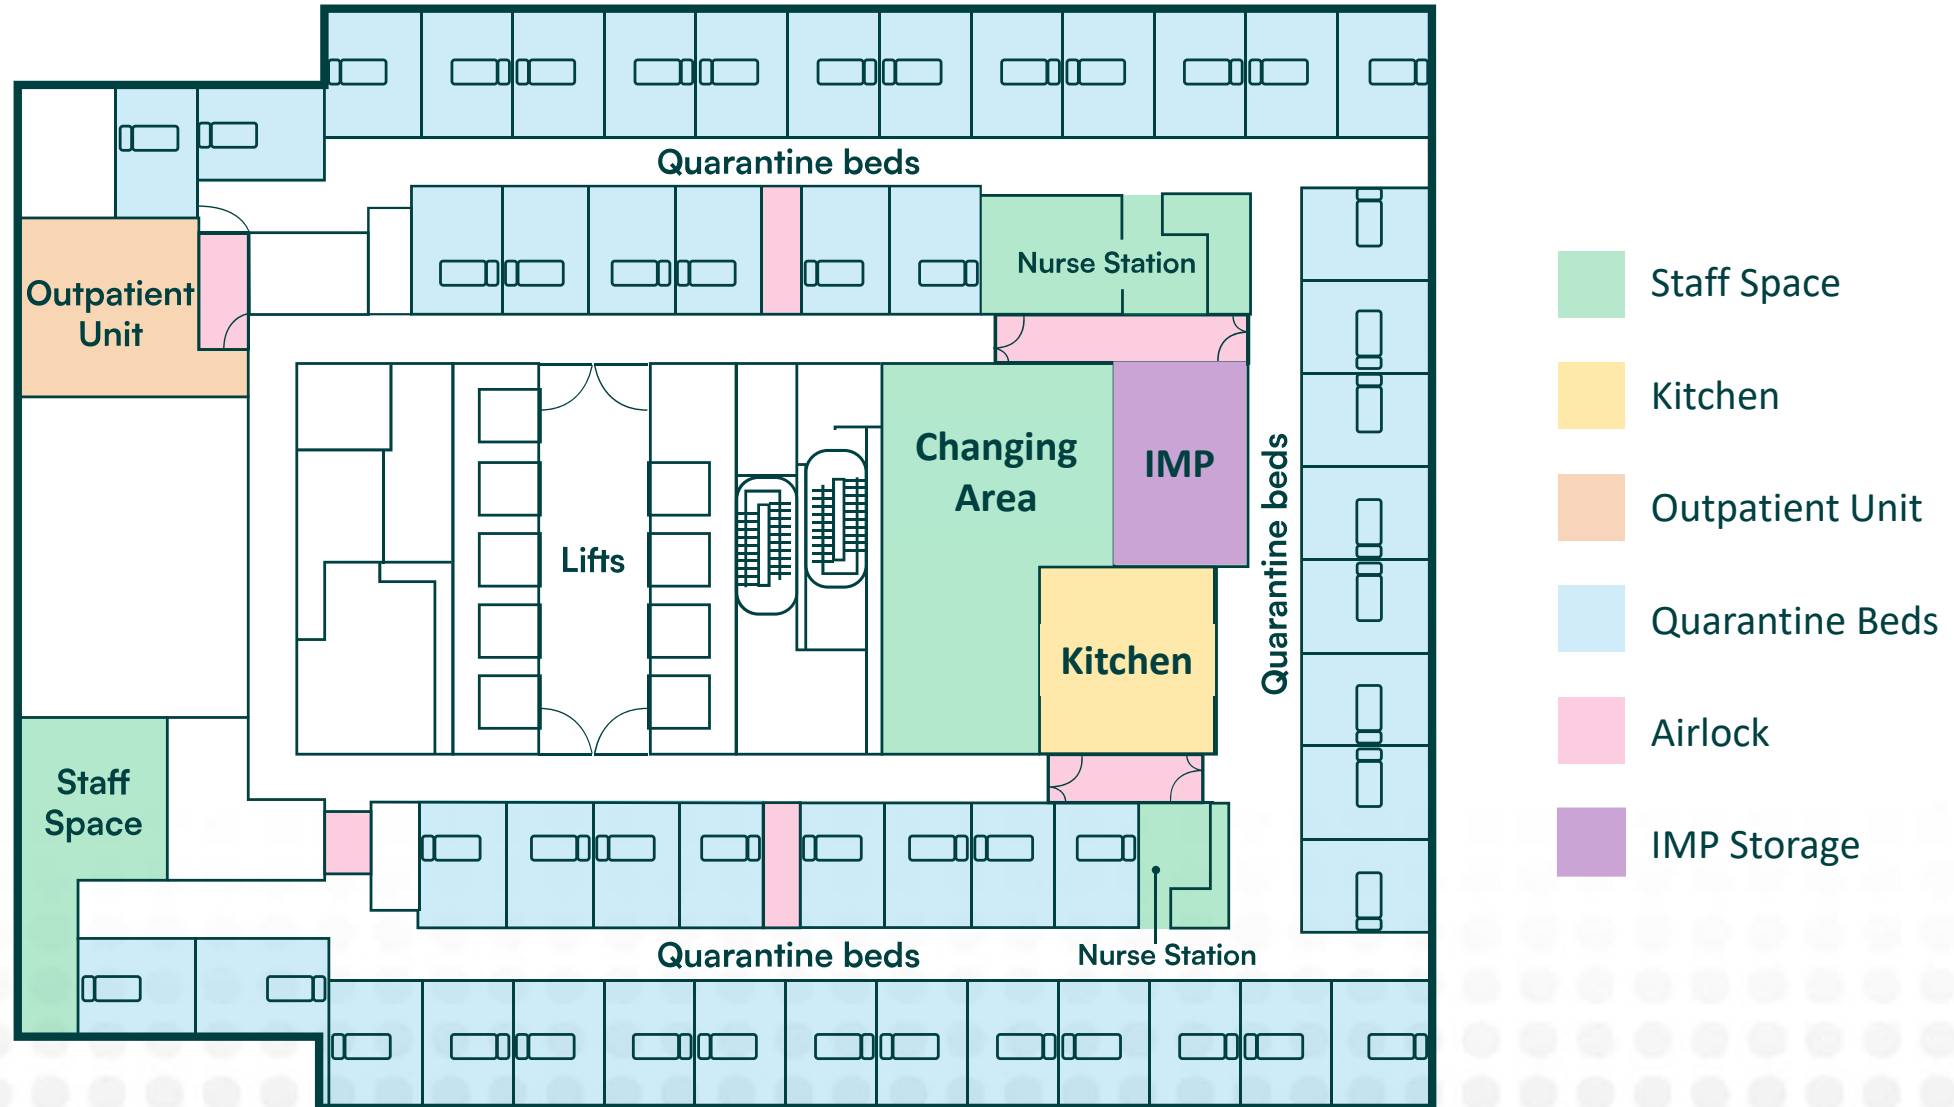 Quarantine beds
Outpatient
Unit
Nurse Station
Changing
Area
IMP
Lifts
Quarantine beds
Kitchen
Staff
Space
Quarantine beds
Nurse Station
Staff Space
Kitchen
Outpatient Unit
Quarantine Beds
Airlock
IMP Storage